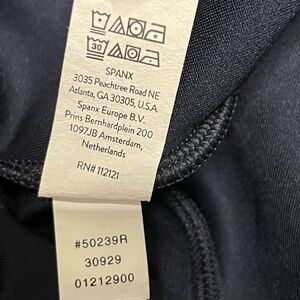 30
SPANX
3035 Peachtree Road NE
Atlanta, GA 30305, U.S.A.
Spanx Europe B.V.
Prins Bernhardplein 200
1097JB Amsterdam,
Netherlands
RN# 112121
#50239R
30929
01212900